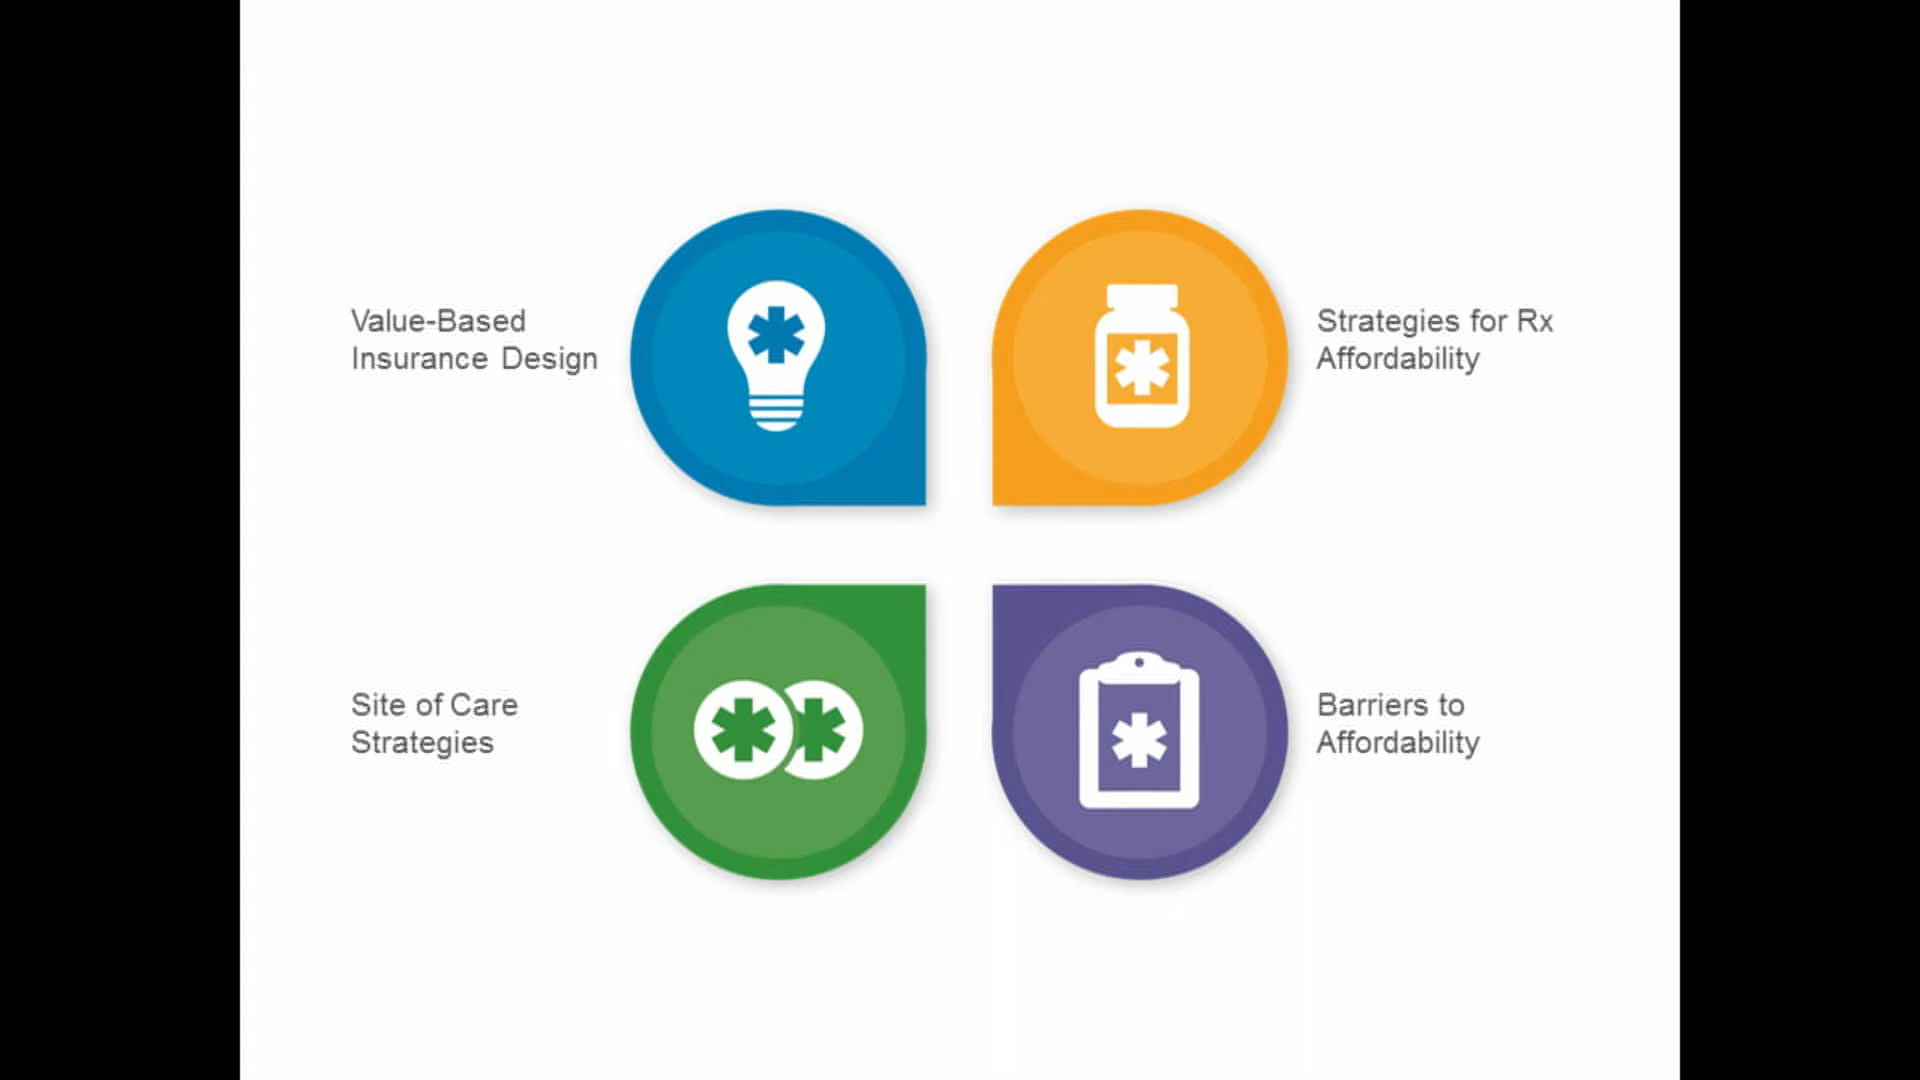 Value-Based
Insurance Design
Strategies for Rx
Affordability
Site of Care
Strategies
Barriers to
Affordability